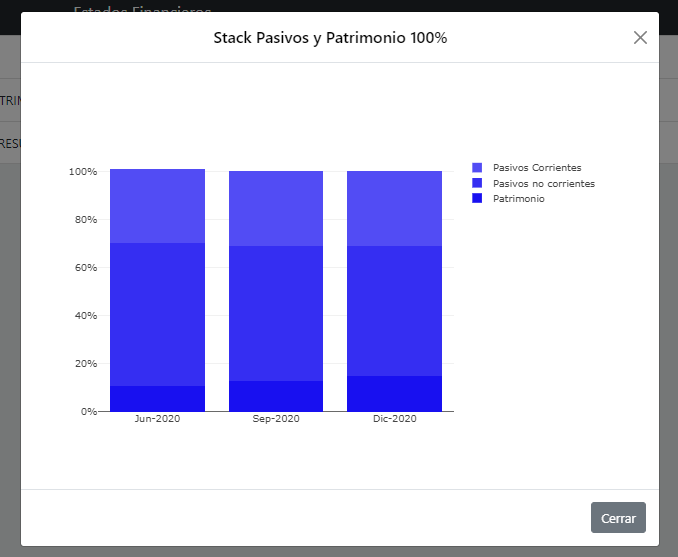 Estados Financieros
Stack Pasivos y Patrimonio 100%
TRIM
RESU
Pasivos Corrientes
Pasivos no corrientes
Patrimonio
100%
80%
60%
40%
20%
0%
Jun-2020 Sep-2020 Dic-2020
Cerrar